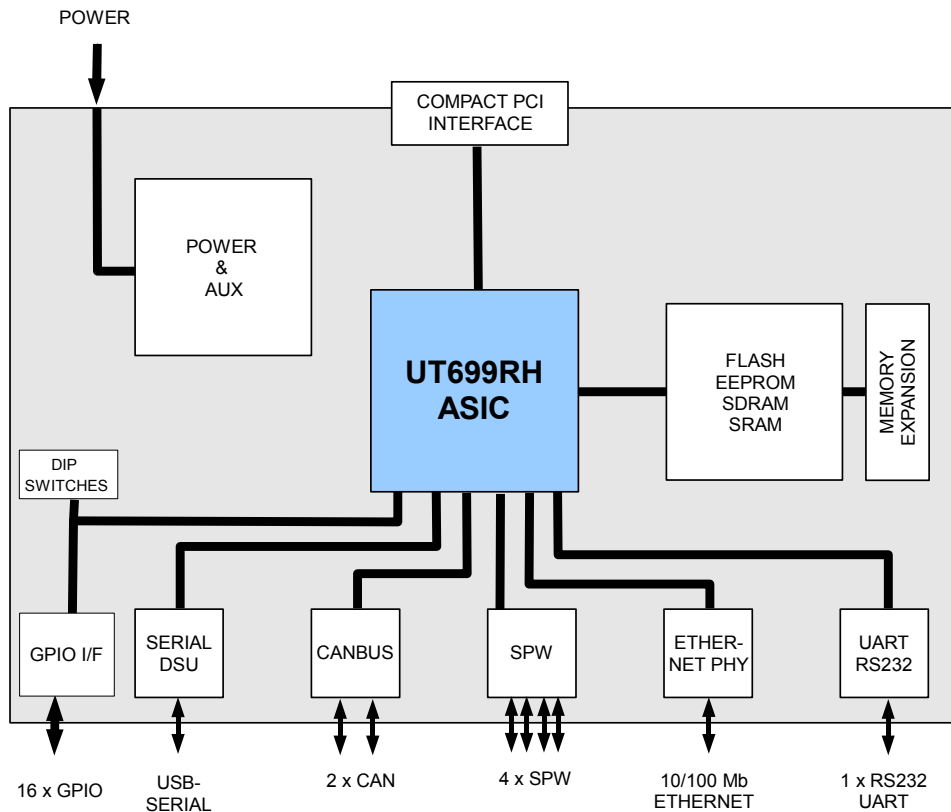 POWER
COMPACT PCI
INTERFACE
POWER
&
AUX
UT699RH
ASIC
FLASH
EEPROM
SDRAM
SRAM
MEMORY
EXPANSION
DIP
SWITCHES
GPIO I/F
SERIAL
DSU
CANBUS
SPW
ETHER-
NET PHY
UART
RS232
16 x GPIO
USB-
SERIAL
2 x CAN
4 x SPW
10/100 Mb
ETHERNET
1 x RS232
UART